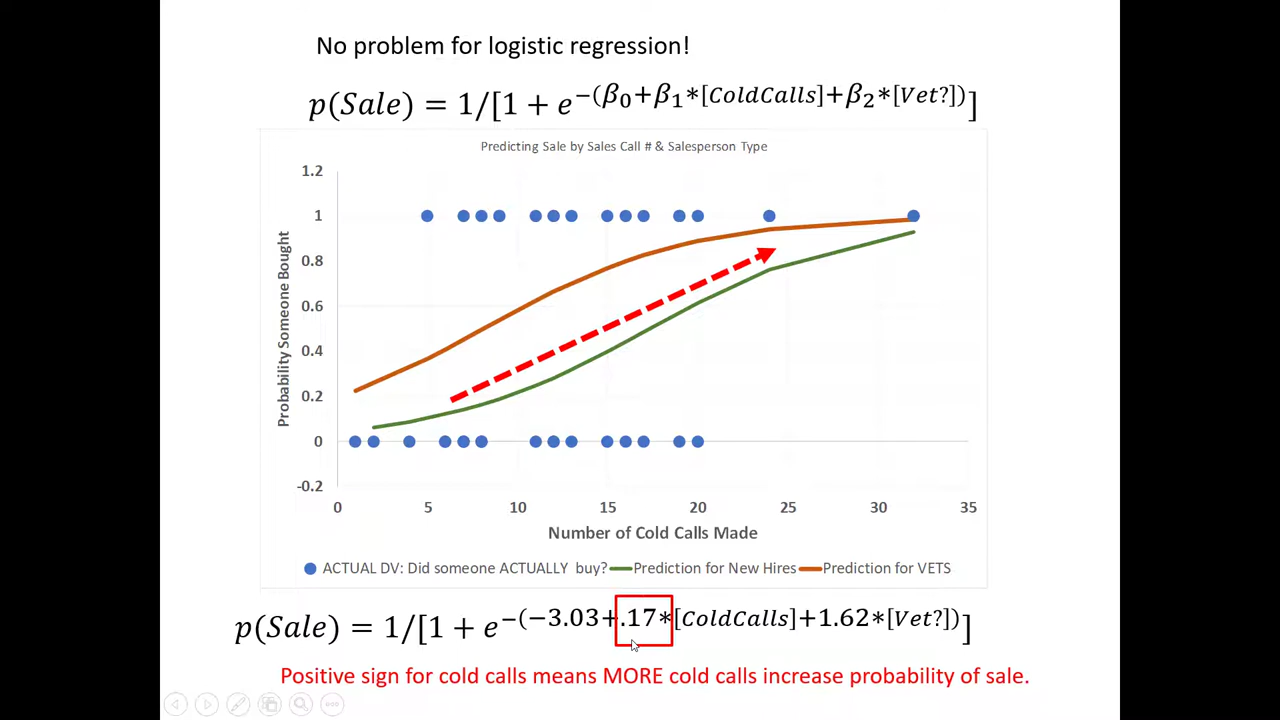 No problem for logistic regression!
p(Sale) = 1/[1 + e^−(β₀+β₁*[ColdCalls]+β₂*[Vet?])]
Predicting Sale by Sales Call # & Salesperson Type
1.2
1
0.8
0.6
0.4
0.2
0
-0.2
Probability Someone Bought
0 5 10 15 20 25 30 35
Number of Cold Calls Made
ACTUAL DV: Did someone ACTUALLY buy? Prediction for New Hires Prediction for VETS
p(Sale) = 1/[1 + e^−(−3.03+.17*[ColdCalls]+1.62*[Vet?])]
Positive sign for cold calls means MORE cold calls increase probability of sale.